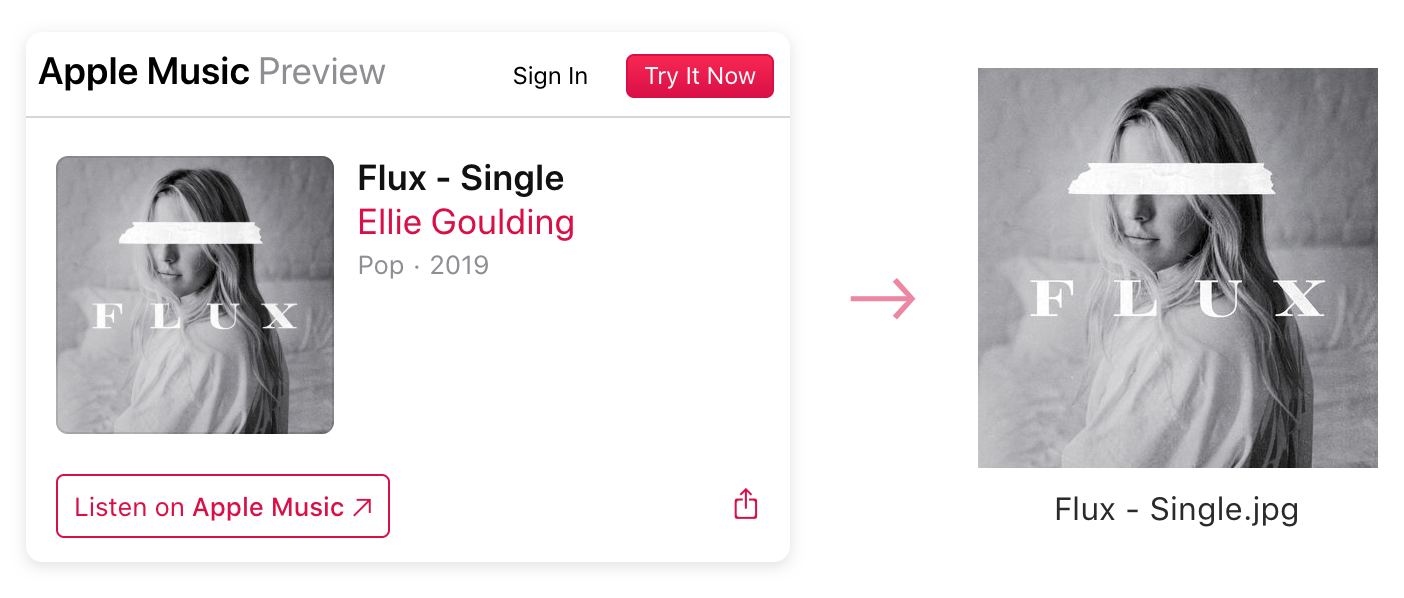 Apple Music Preview
Sign In
Try It Now
FLUX
Flux - Single
Ellie Goulding
Pop · 2019
Listen on Apple Music ↗
FLUX
Flux - Single.jpg